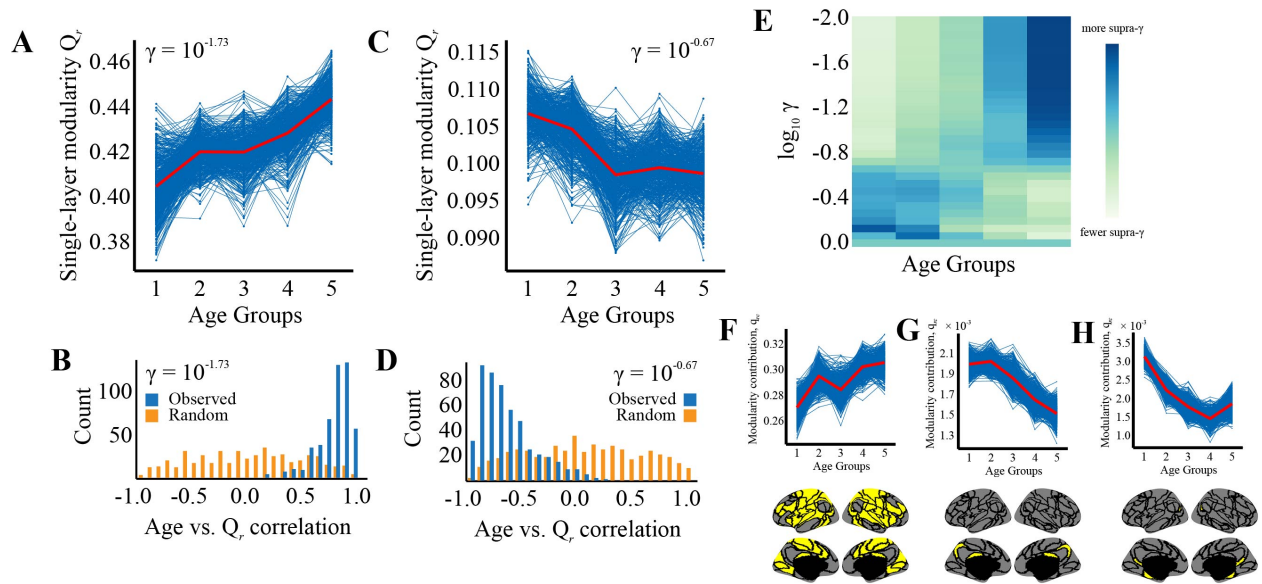 A
Single-layer modularity Qr
γ = 10^-1.73
0.46
0.44
0.42
0.40
0.38
1 2 3 4 5
Age Groups
C
Single-layer modularity Qr
γ = 10^-0.67
0.115
0.110
0.105
0.100
0.095
0.090
1 2 3 4 5
Age Groups
E
log10 γ
-2.0
-1.6
-1.2
-0.8
-0.4
0.0
Age Groups
more supra-γ
fewer supra-γ
B
γ = 10^-1.73
Observed
Random
Count
100
50
-1.0 -0.5 0.0 0.5 1.0
Age vs. Qr correlation
D
γ = 10^-0.67
Observed
Random
Count
80
60
40
20
-1.0 -0.5 0.0 0.5 1.0
Age vs. Qr correlation
F
Modularity contribution, qrc
0.32
0.30
0.28
0.26
1 2 3 4 5
Age Groups
G
Modularity contribution, qrc
× 10^-3
2.1
1.9
1.7
1.5
1.3
1 2 3 4 5
Age Groups
H
Modularity contribution, qrc
× 10^-3
3.5
3.0
2.5
2.0
1.5
1.0
1 2 3 4 5
Age Groups